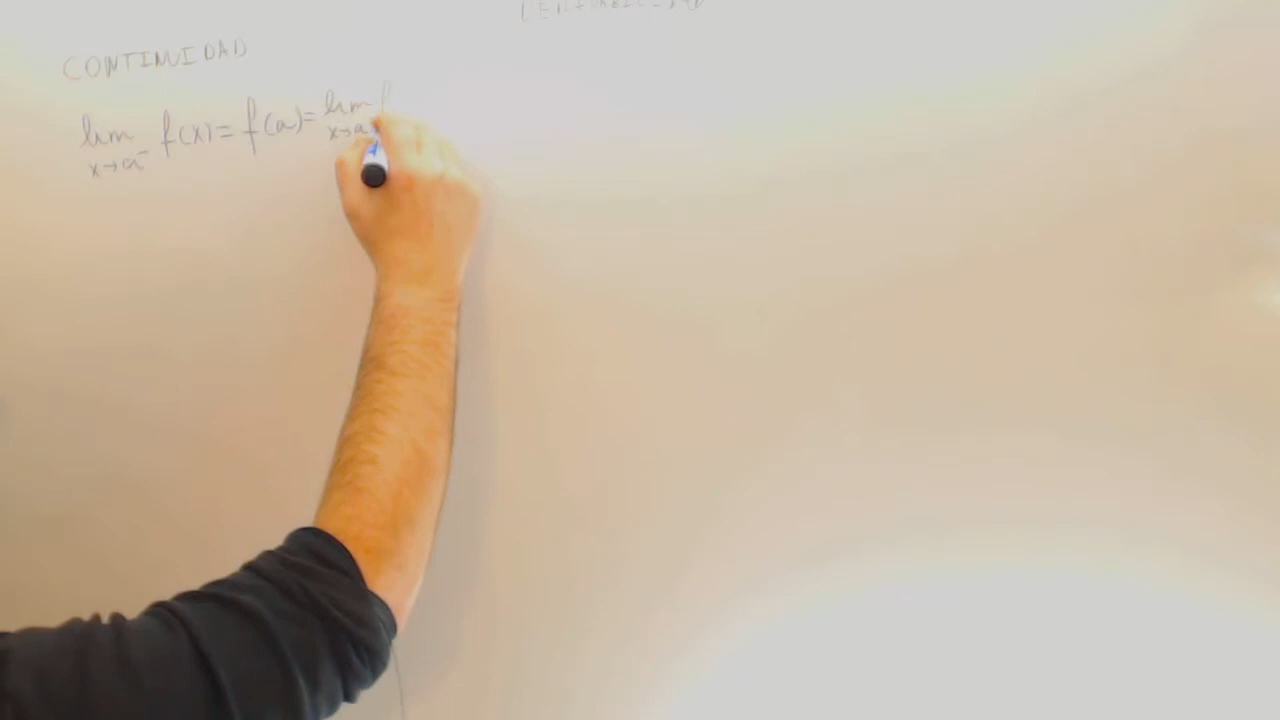 CONTINUIDAD
lim f(x) = f(a) = lim f
x→a⁻ x→a